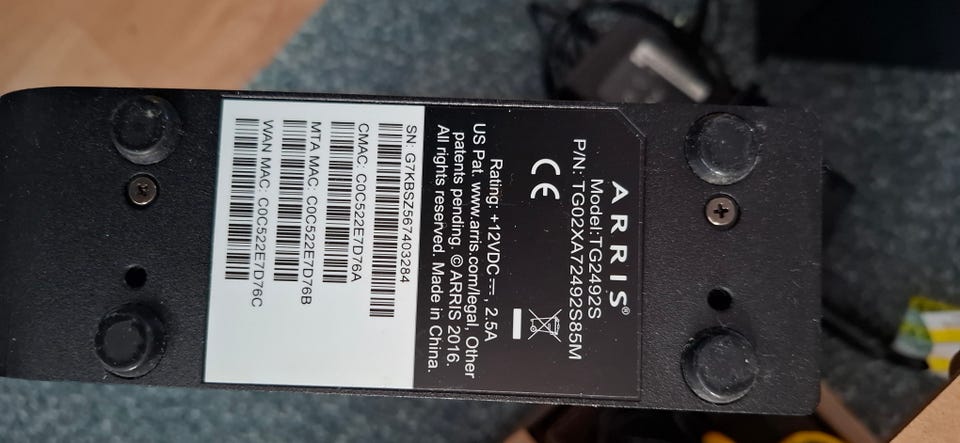 ARRIS®
Model:TG2492S
P/N: TG02XA72492S85M
CE
Rating: +12VDC⎓, 2.5A
US Pat. www.arris.com/legal, Other
patents pending. ©ARRIS 2016.
All rights reserved. Made in China.
SN: G7KBSZ567403284
CMAC: C0C522E7D76A
MTA MAC: C0C522E7D76B
WAN MAC: C0C522E7D76C